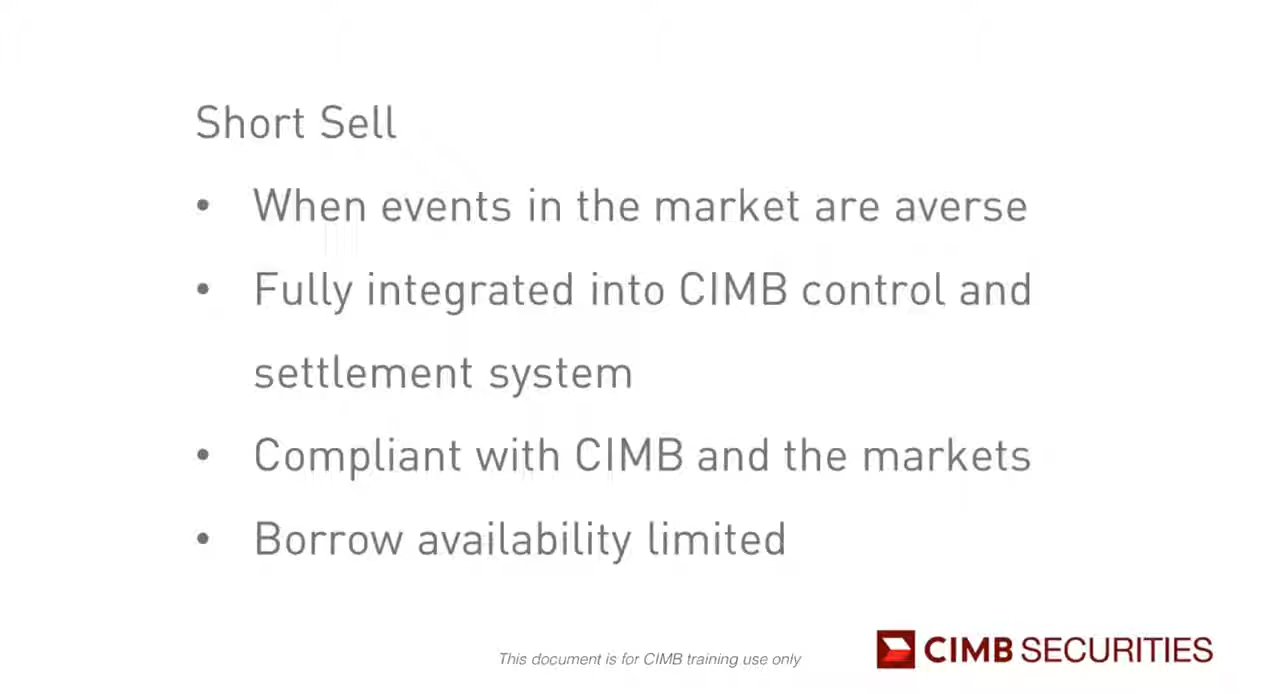 Short Sell
• When events in the market are averse
• Fully integrated into CIMB control and
settlement system
• Compliant with CIMB and the markets
• Borrow availability limited
This document is for CIMB training use only
CIMB SECURITIES